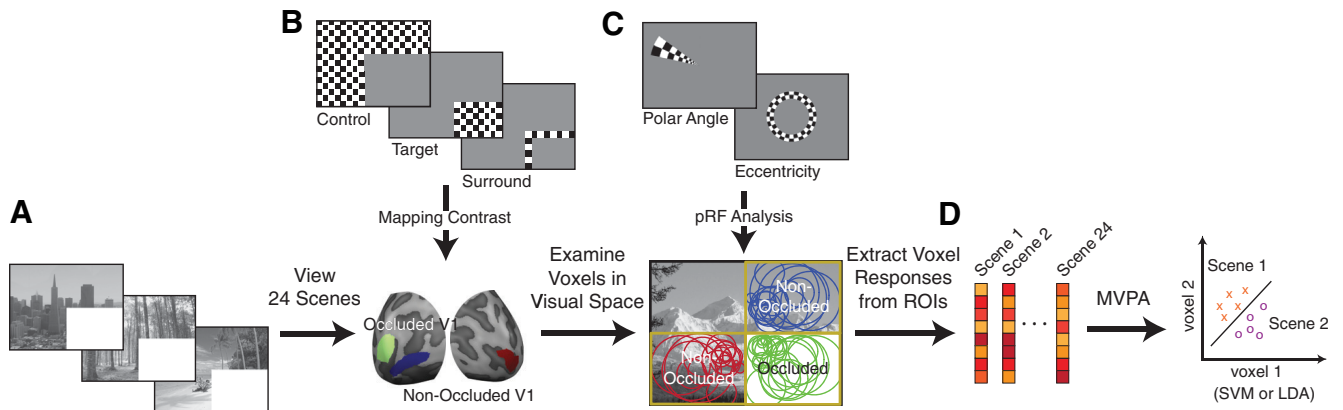 A
B
C
D
Control
Target
Surround
Mapping Contrast
Polar Angle
Eccentricity
pRF Analysis
View
24 Scenes
Occluded V1
Non-Occluded V1
Examine
Voxels in
Visual Space
Non-
Occluded
Non-
Occluded
Occluded
Extract Voxel
Responses
from ROIs
Scene 1
Scene 2
Scene 24
...
MVPA
voxel 2
Scene 1
x x
x x
x x
o
o o
o o o
Scene 2
voxel 1
(SVM or LDA)